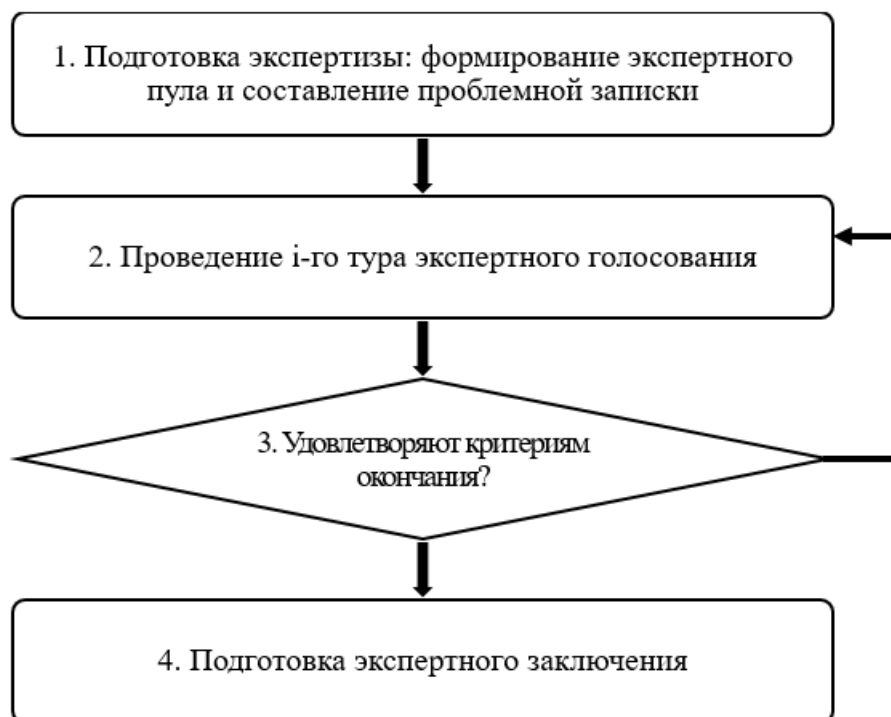 1. Подготовка экспертизы: формирование экспертного
пула и составление проблемной записки
2. Проведение i-го тура экспертного голосования
3. Удовлетворяют критериям
окончания?
4. Подготовка экспертного заключения